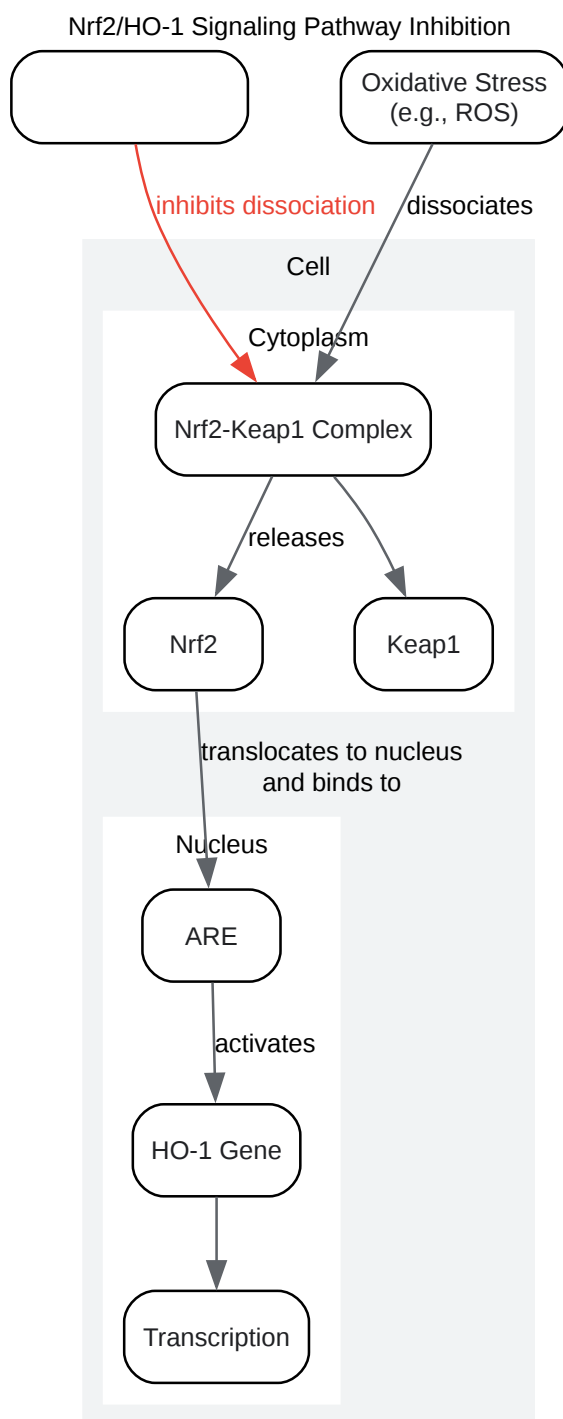 Nrf2/HO-1 Signaling Pathway Inhibition
Oxidative Stress
(e.g., ROS)
inhibits dissociation
dissociates
Cell
Cytoplasm
Nrf2-Keap1 Complex
releases
Nrf2
Keap1
translocates to nucleus
and binds to
Nucleus
ARE
activates
HO-1 Gene
Transcription